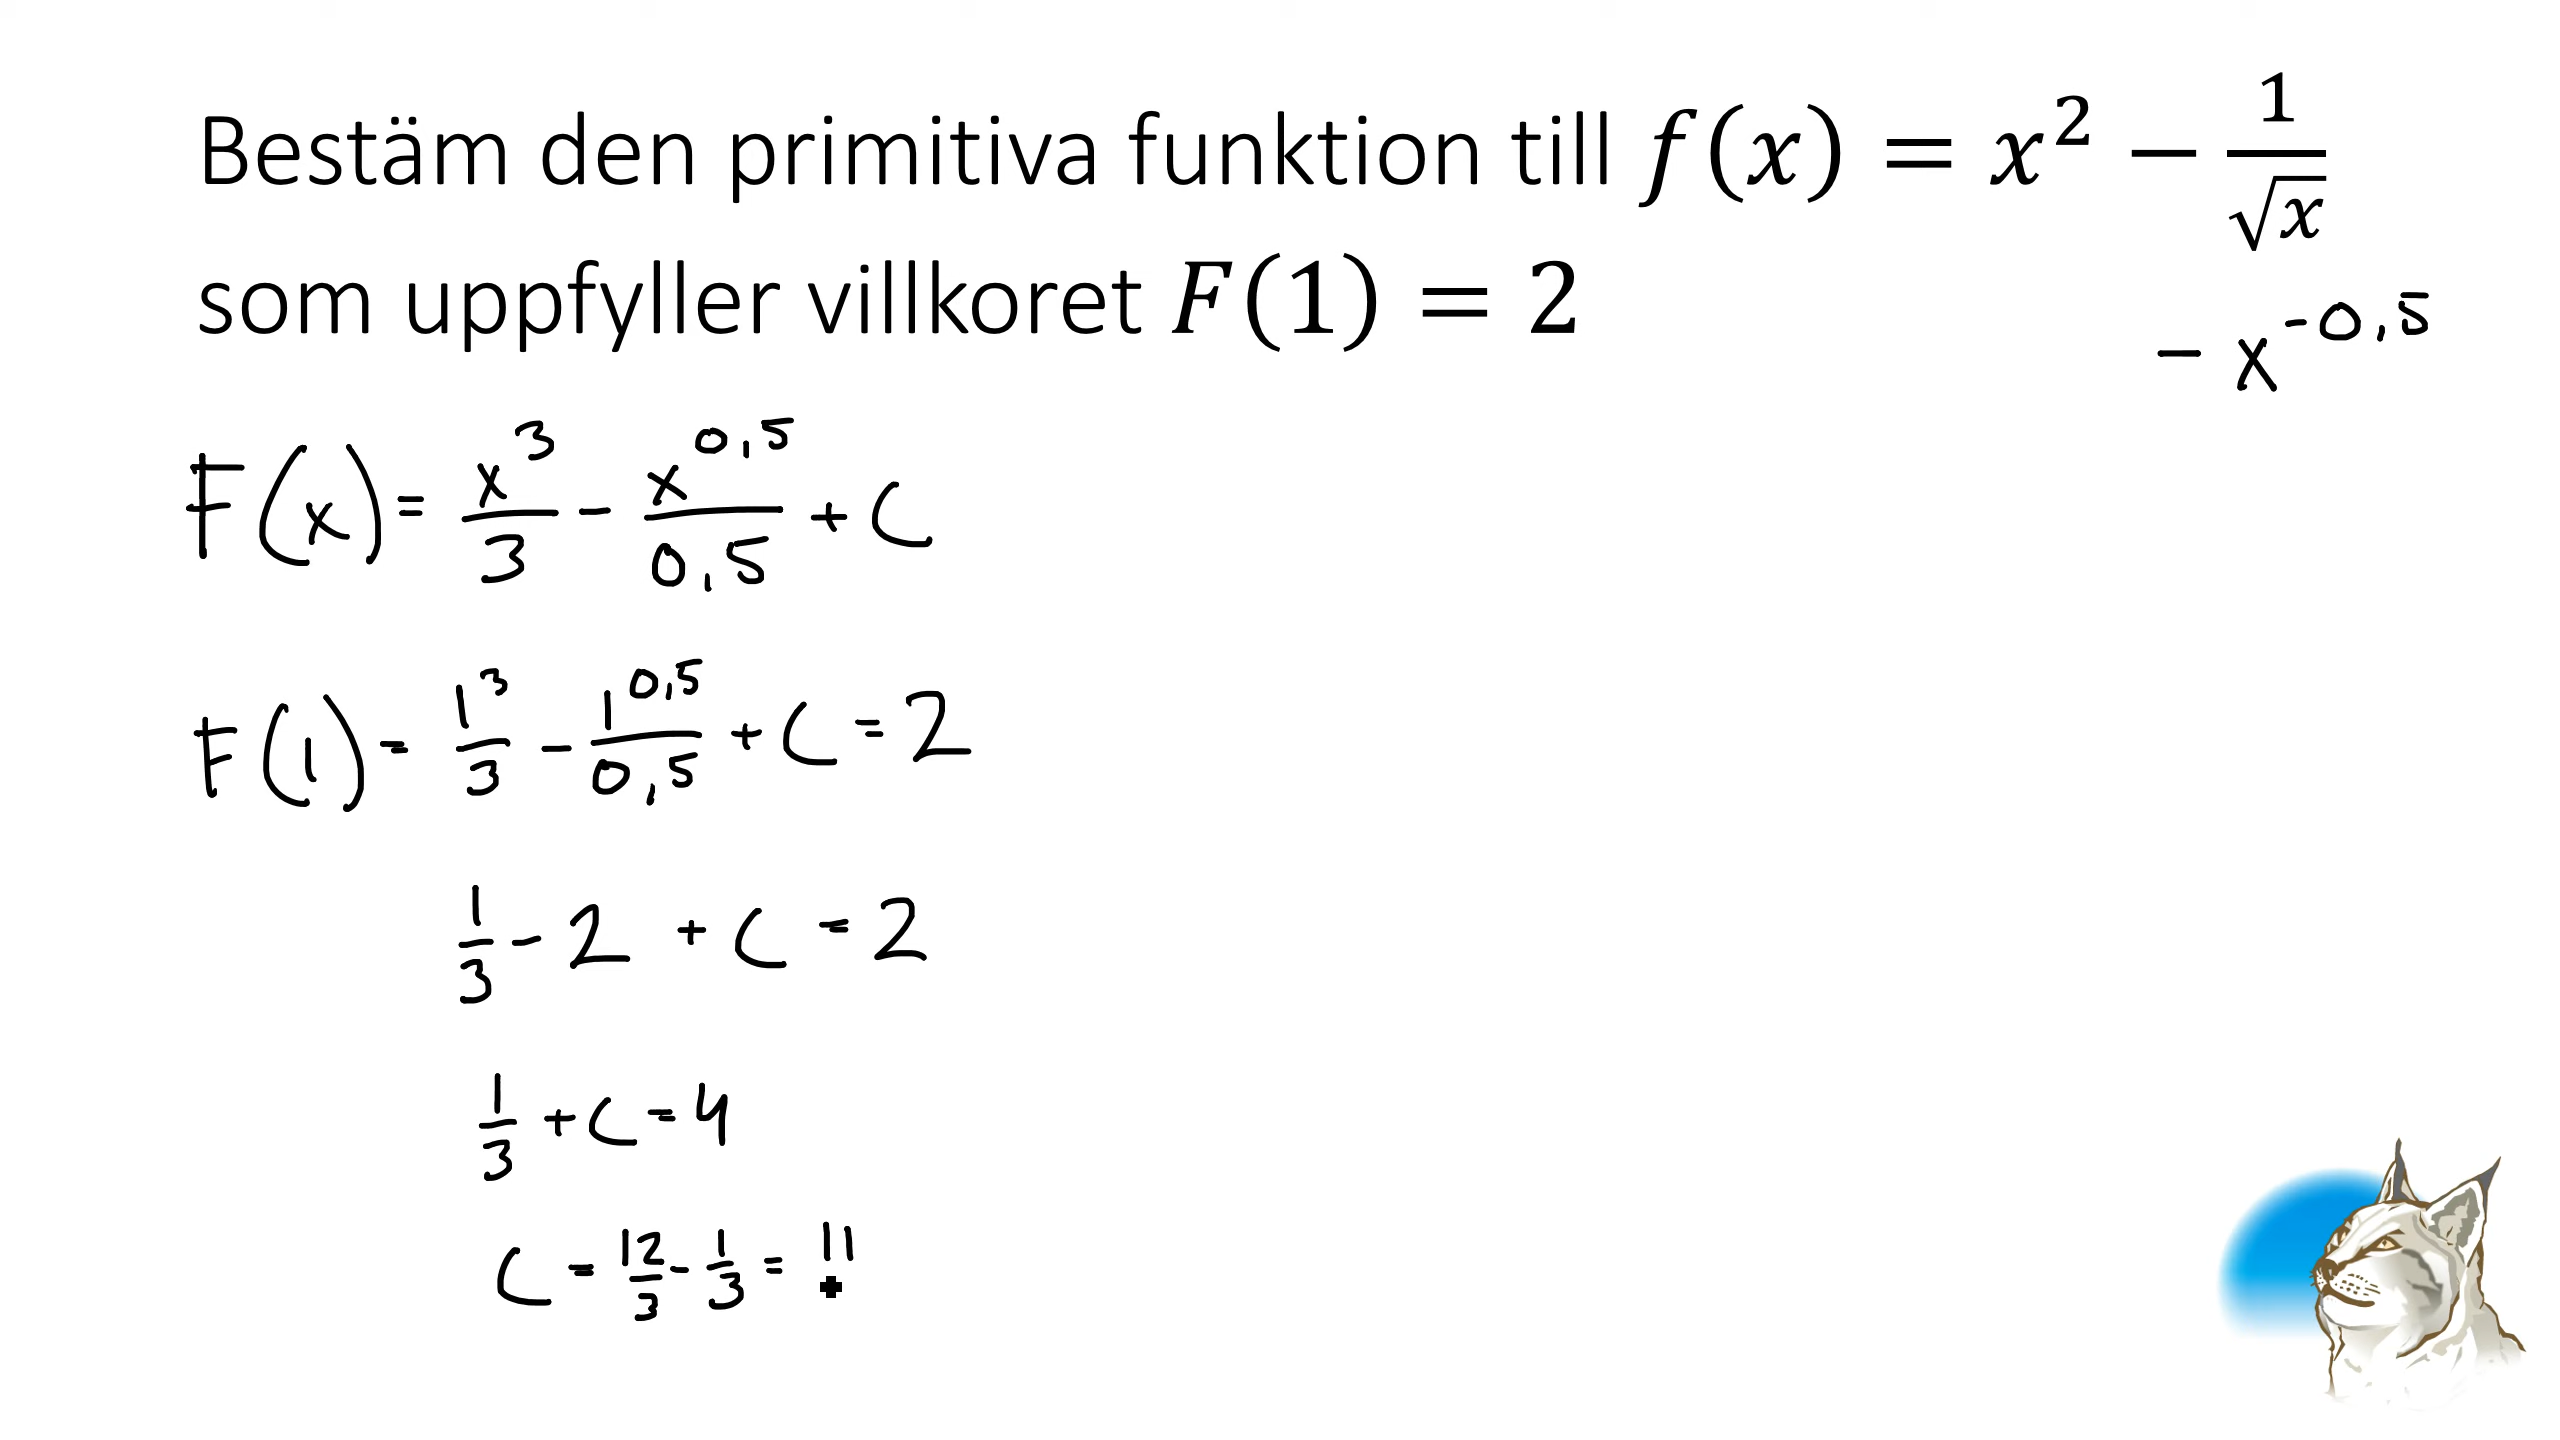 Bestäm den primitiva funktion till f(x) = x² − 1/√x
som uppfyller villkoret F(1) = 2
− x^-0,5
F(x) = x³/3 − x^0,5/0,5 + C
F(1) = 1³/3 − 1^0,5/0,5 + C = 2
1/3 − 2 + C = 2
1/3 + C = 4
C = 12/3 − 1/3 = 11